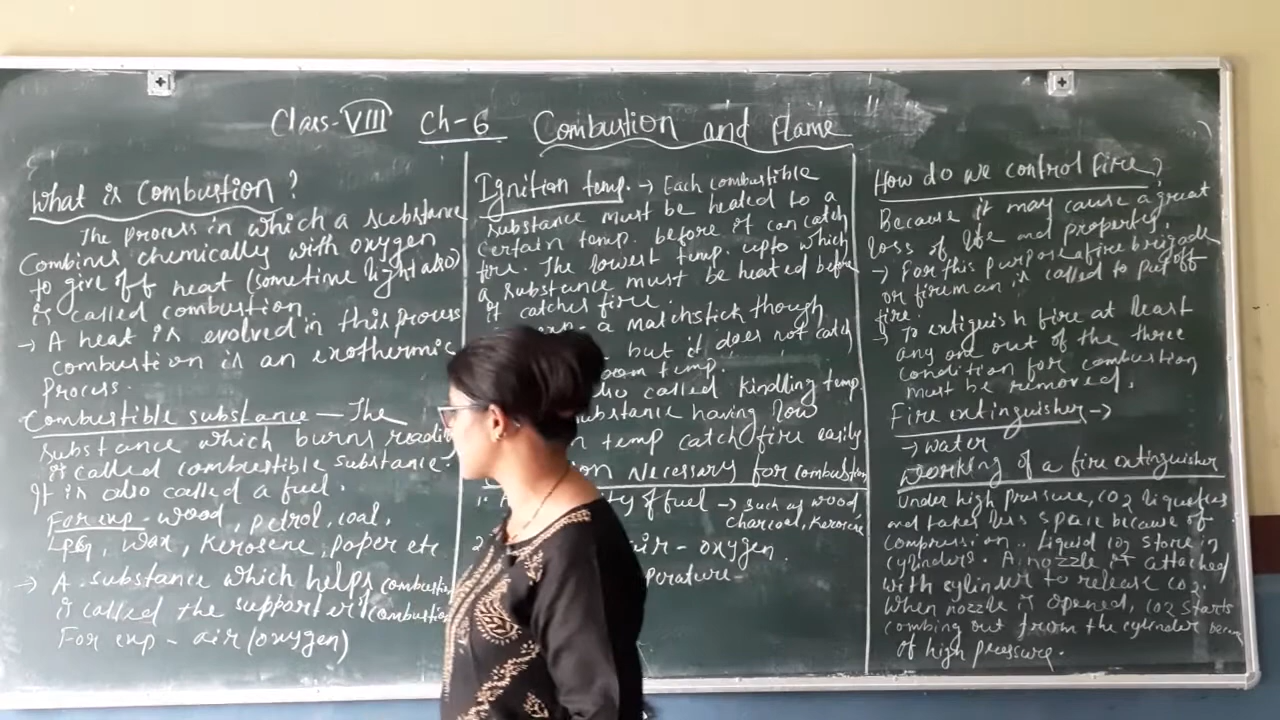 Class-VIII Ch-6 Combustion and Flame
What is Combustion?
The process in which a substance
Combines chemically with oxygen
to give off heat (sometime light also)
is called combustion.
→ A heat is evolved in this process
combustion is an exothermic
process.
Combustible substance — The
substance which burns readily
is called combustible substance.
It is also called a fuel.
For exp - wood, petrol, coal,
LPG, wax, kerosene, paper etc
→ A substance which helps combustion
is called the supporter of combustion
For exp - air (oxygen)
Ignition temp. → Each combustible
substance must be heated to a
certain temp. before it can catch
fire. The lowest temp. upto which
a substance must be heated before
it catches fire.
exp - a matchstick though
but it does not catch
room temp.
also called kindling temp
substance having low
temp catch fire easily
necessary for combustion
1.
of fuel → Such as wood
charcoal, kerosene
2.
air - oxygen.
How do we control fire?
Because it may cause a great
loss of life and property.
→ For this purpose a fire brigade
or fireman is called to put off
fire.
→ To extiguish fire at least
any one out of the three
condition for combustion
must be removed.
Fire extinguisher →
→ water
working of a fire extinguisher
Under high pressure, CO2 liquefies
and takes less space because of
compression. Liquid CO2 store in
cylinders. A nozzle is attached
with cylinder to release CO2.
When nozzle is opened, CO2 starts
combing out from the cylinder
of high pressure.